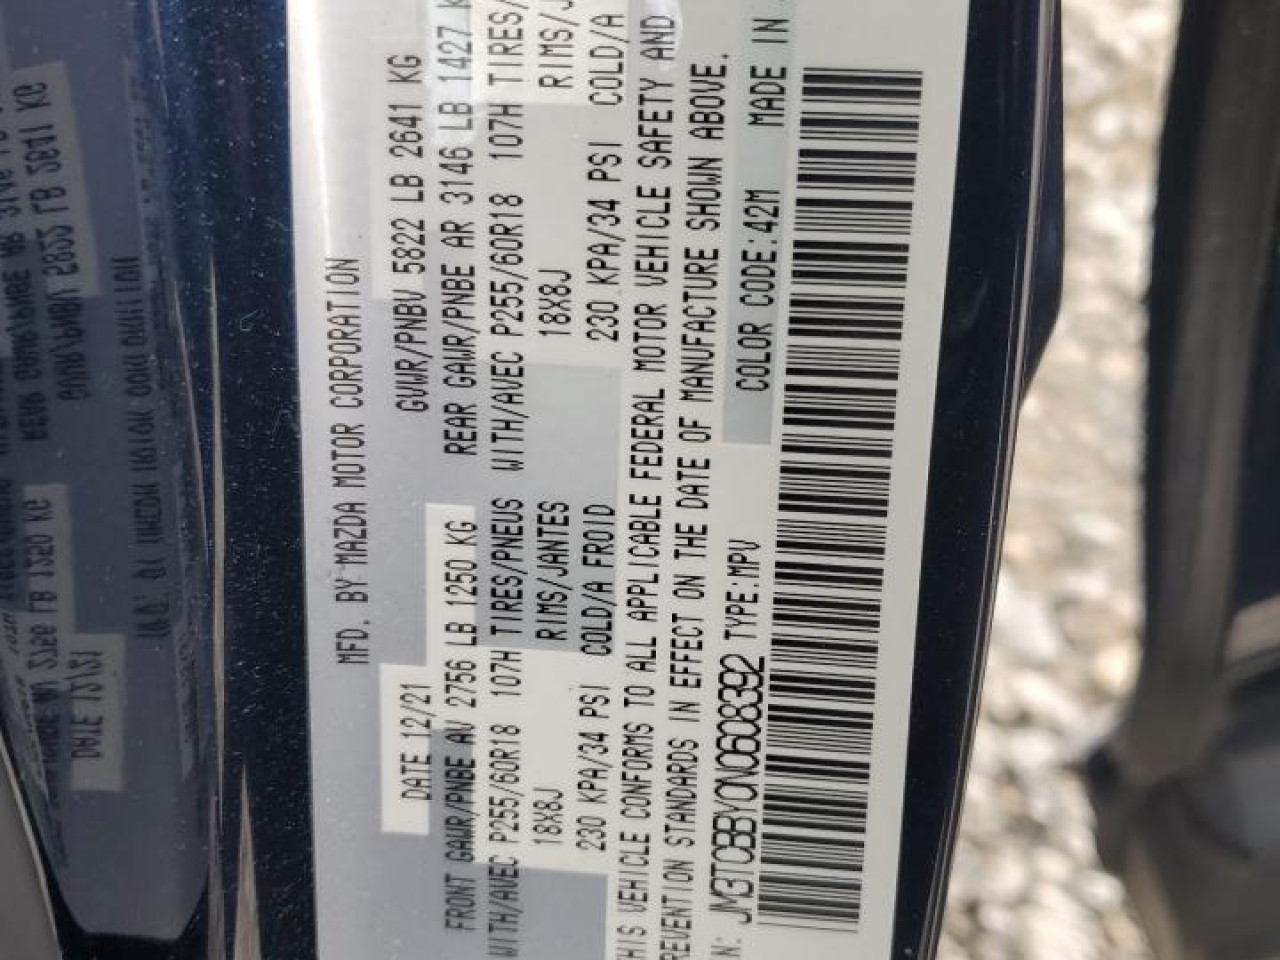 MFD. BY MAZDA MOTOR CORPORATION
DATE 12/21 GVWR/PNBV 5822 LB 2641 KG
FRONT GAWR/PNBE AV 2756 LB 1250 KG REAR GAWR/PNBE AR 3146 LB 1427
WITH/AVEC P255/60R18 107H TIRES/PNEUS WITH/AVEC P255/60R18 107H TIRES/
18X8J RIMS/JANTES 18X8J RIMS/J
230 KPA/34 PSI COLD/A FROID 230 KPA/34 PSI COLD/A
THIS VEHICLE CONFORMS TO ALL APPLICABLE FEDERAL MOTOR VEHICLE SAFETY AND
REVENTION STANDARDS IN EFFECT ON THE DATE OF MANUFACTURE SHOWN ABOVE.
N: JM3TCBBY0N0608392 TYPE:MPV COLOR CODE:42M MADE IN